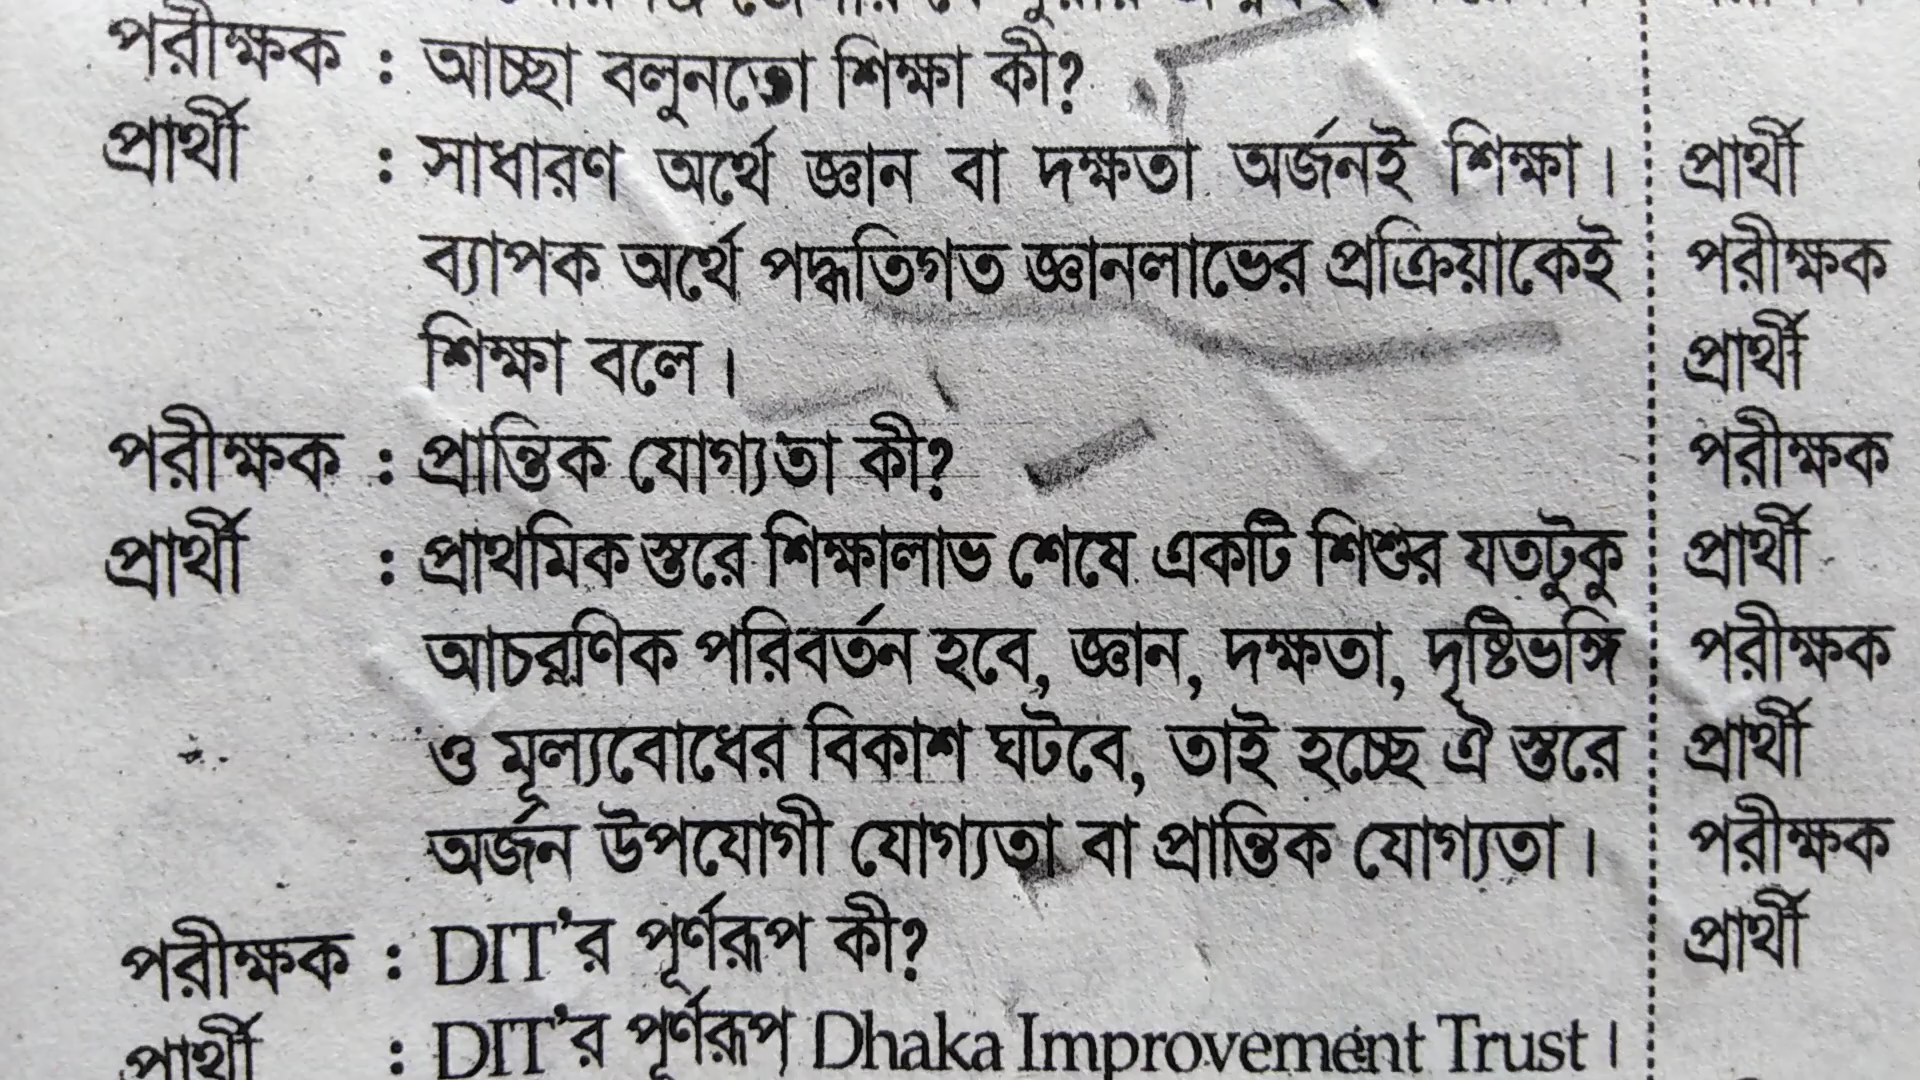 পরীক্ষক : আচ্ছা বলুনতো শিক্ষা কী?
প্রার্থী : সাধারণ অর্থে জ্ঞান বা দক্ষতা অর্জনই শিক্ষা।
ব্যাপক অর্থে পদ্ধতিগত জ্ঞানলাভের প্রক্রিয়াকেই
শিক্ষা বলে।
পরীক্ষক : প্রান্তিক যোগ্যতা কী?
প্রার্থী : প্রাথমিক স্তরে শিক্ষালাভ শেষে একটি শিশুর যতটুকু
আচরণিক পরিবর্তন হবে, জ্ঞান, দক্ষতা, দৃষ্টিভঙ্গি
ও মূল্যবোধের বিকাশ ঘটবে, তাই হচ্ছে ঐ স্তরে
অর্জন উপযোগী যোগ্যতা বা প্রান্তিক যোগ্যতা।
পরীক্ষক : DIT'র পূর্ণরূপ কী?
প্রার্থী : DIT'র পূর্ণরূপ Dhaka Improvement Trust।
প্রার্থী
পরীক্ষক
প্রার্থী
পরীক্ষক
প্রার্থী
পরীক্ষক
প্রার্থী
পরীক্ষক
প্রার্থী